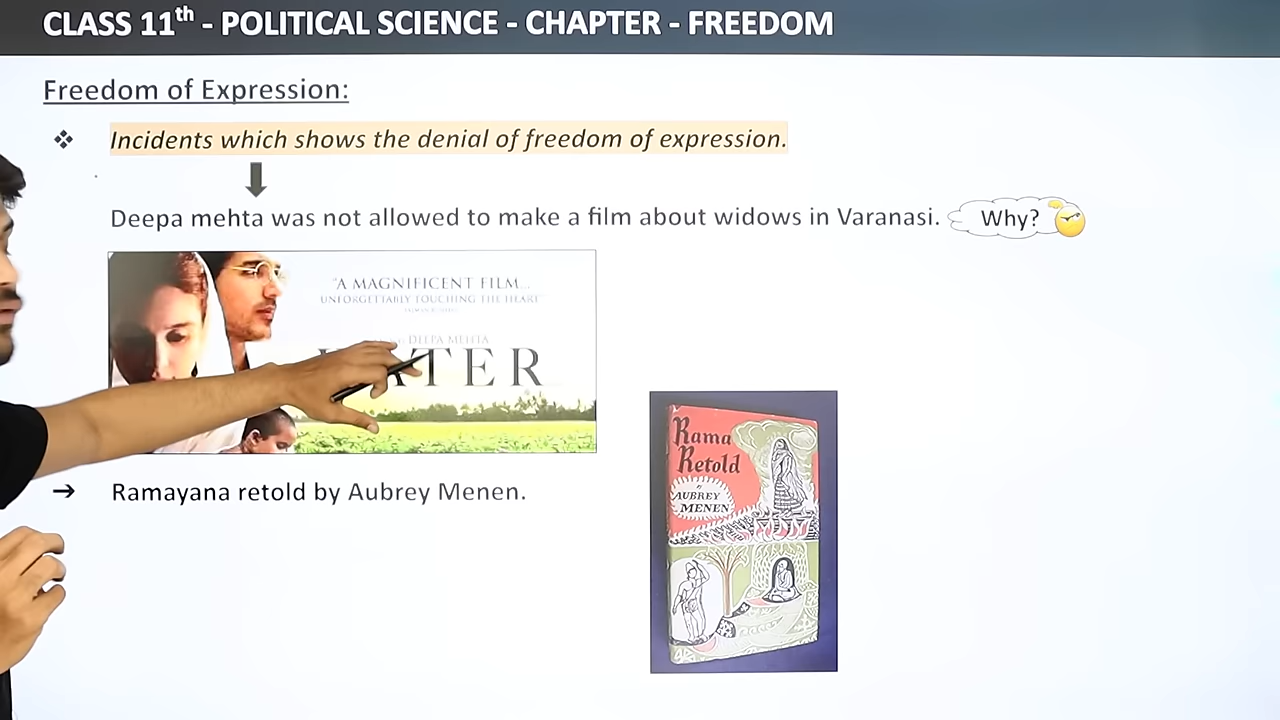 CLASS 11th - POLITICAL SCIENCE - CHAPTER - FREEDOM
Freedom of Expression:
❖ Incidents which shows the denial of freedom of expression.
Deepa mehta was not allowed to make a film about widows in Varanasi. Why?
"A MAGNIFICENT FILM...
UNFORGETTABLY TOUCHING THE HEART"
DEEPA MEHTA
TER
→ Ramayana retold by Aubrey Menen.
Rama
Retold
by
AUBREY
MENEN